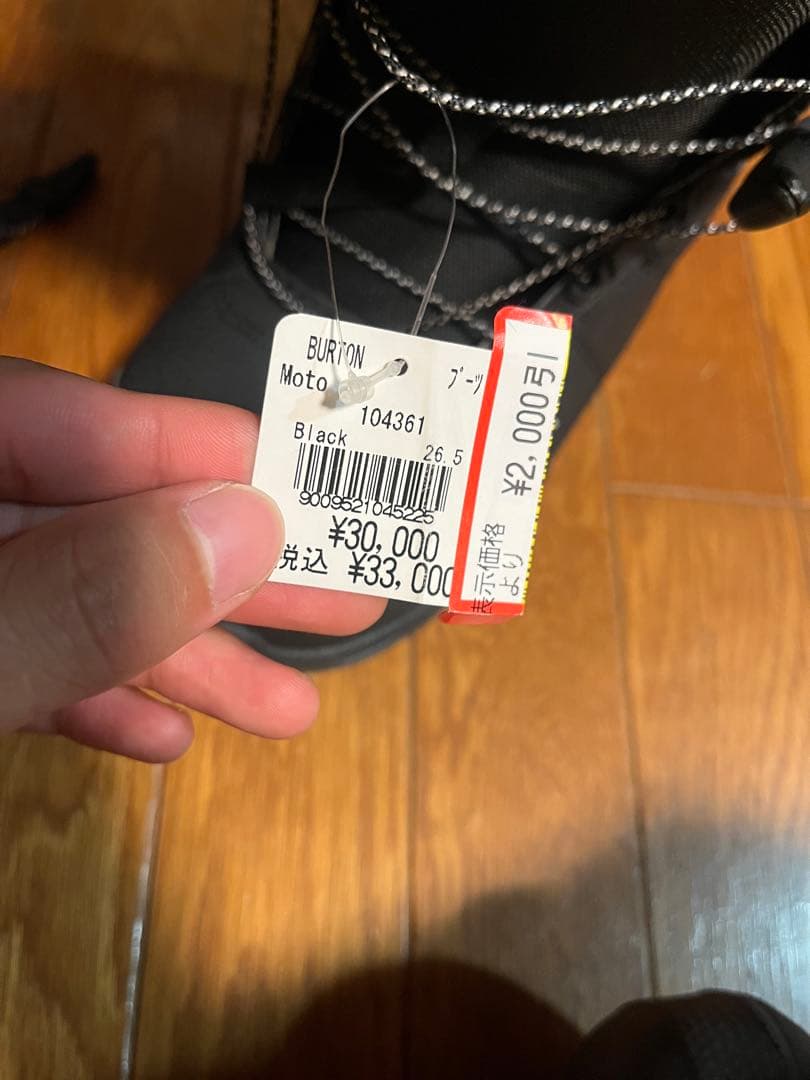 BURTON
Moto ブーツ
104361
Black 26.5
9009521045225
¥30,000
税込 ¥33,000
表示価格
より ¥2,000引